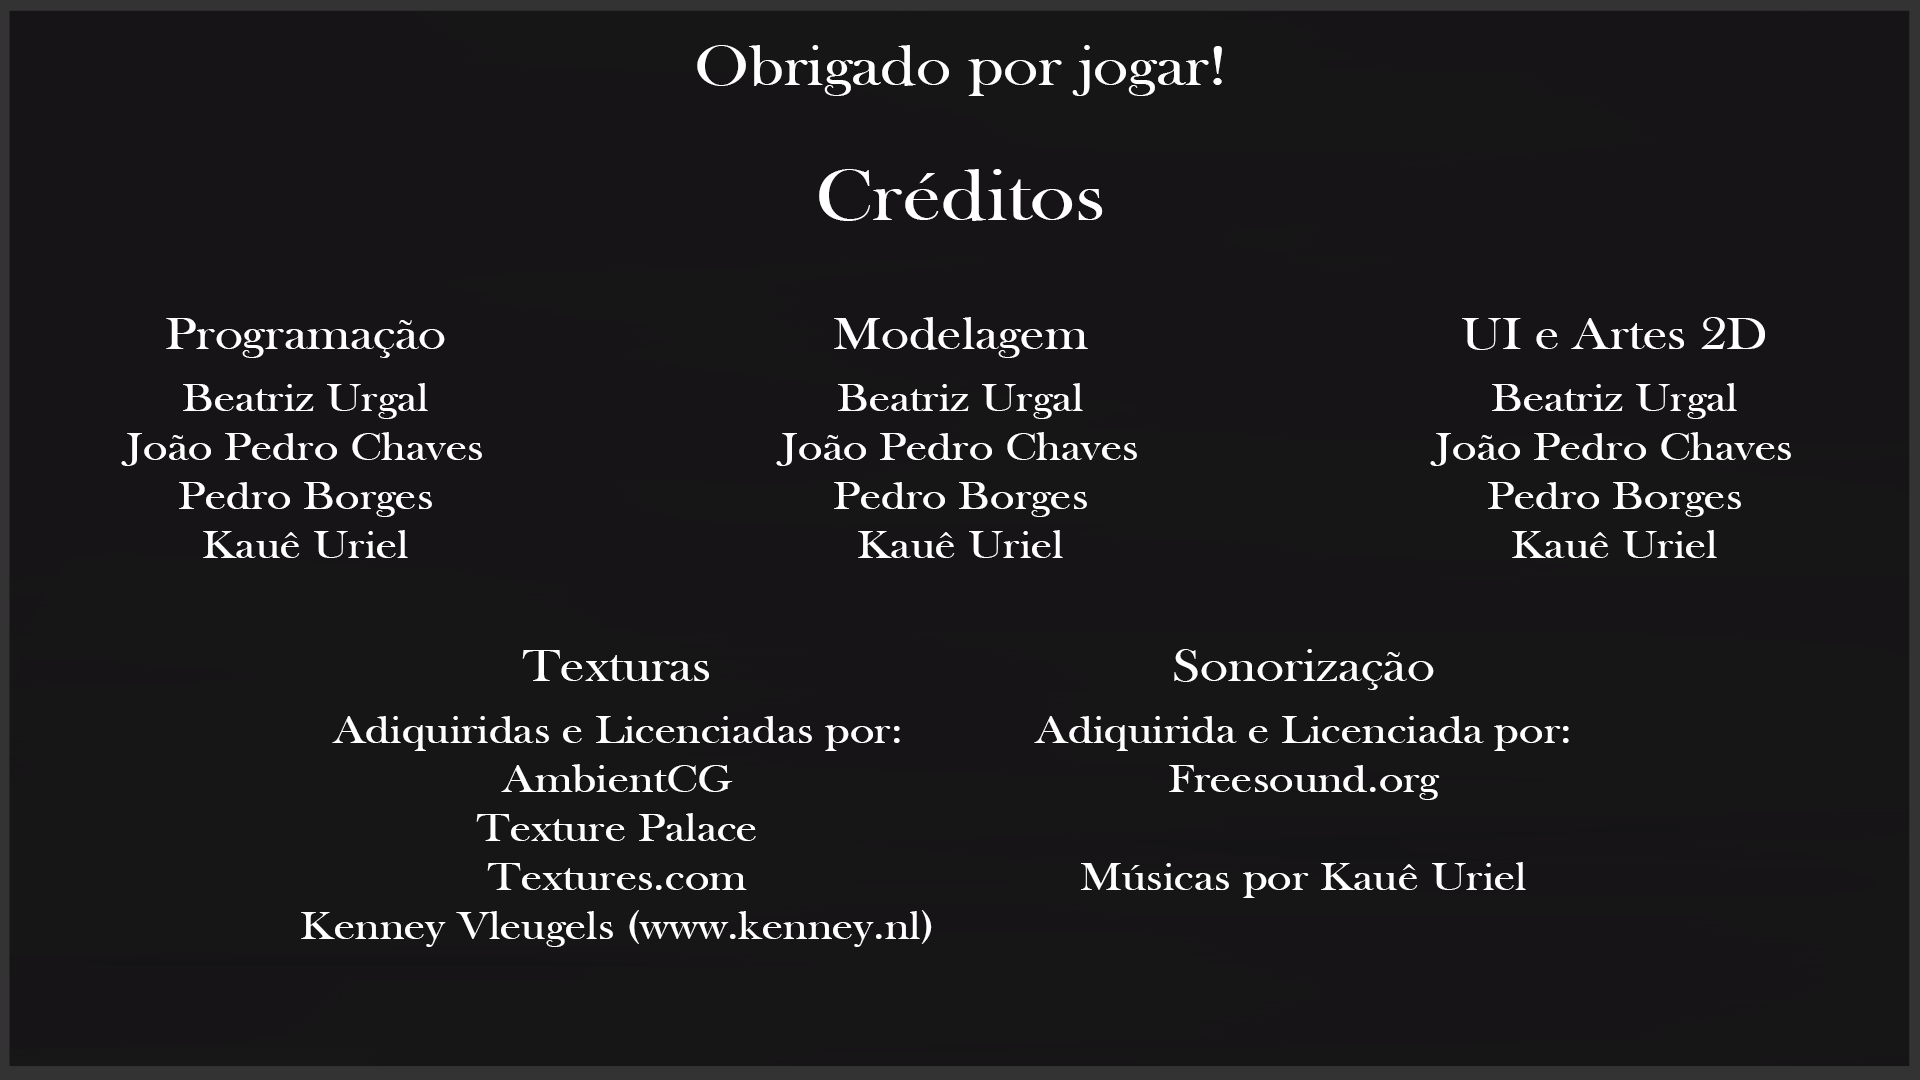 Obrigado por jogar!
Créditos
Programação
Beatriz Urgal
João Pedro Chaves
Pedro Borges
Kauê Uriel
Modelagem
Beatriz Urgal
João Pedro Chaves
Pedro Borges
Kauê Uriel
UI e Artes 2D
Beatriz Urgal
João Pedro Chaves
Pedro Borges
Kauê Uriel
Texturas
Adiquiridas e Licenciadas por:
AmbientCG
Texture Palace
Textures.com
Kenney Vleugels (www.kenney.nl)
Sonorização
Adiquirida e Licenciada por:
Freesound.org
Músicas por Kauê Uriel